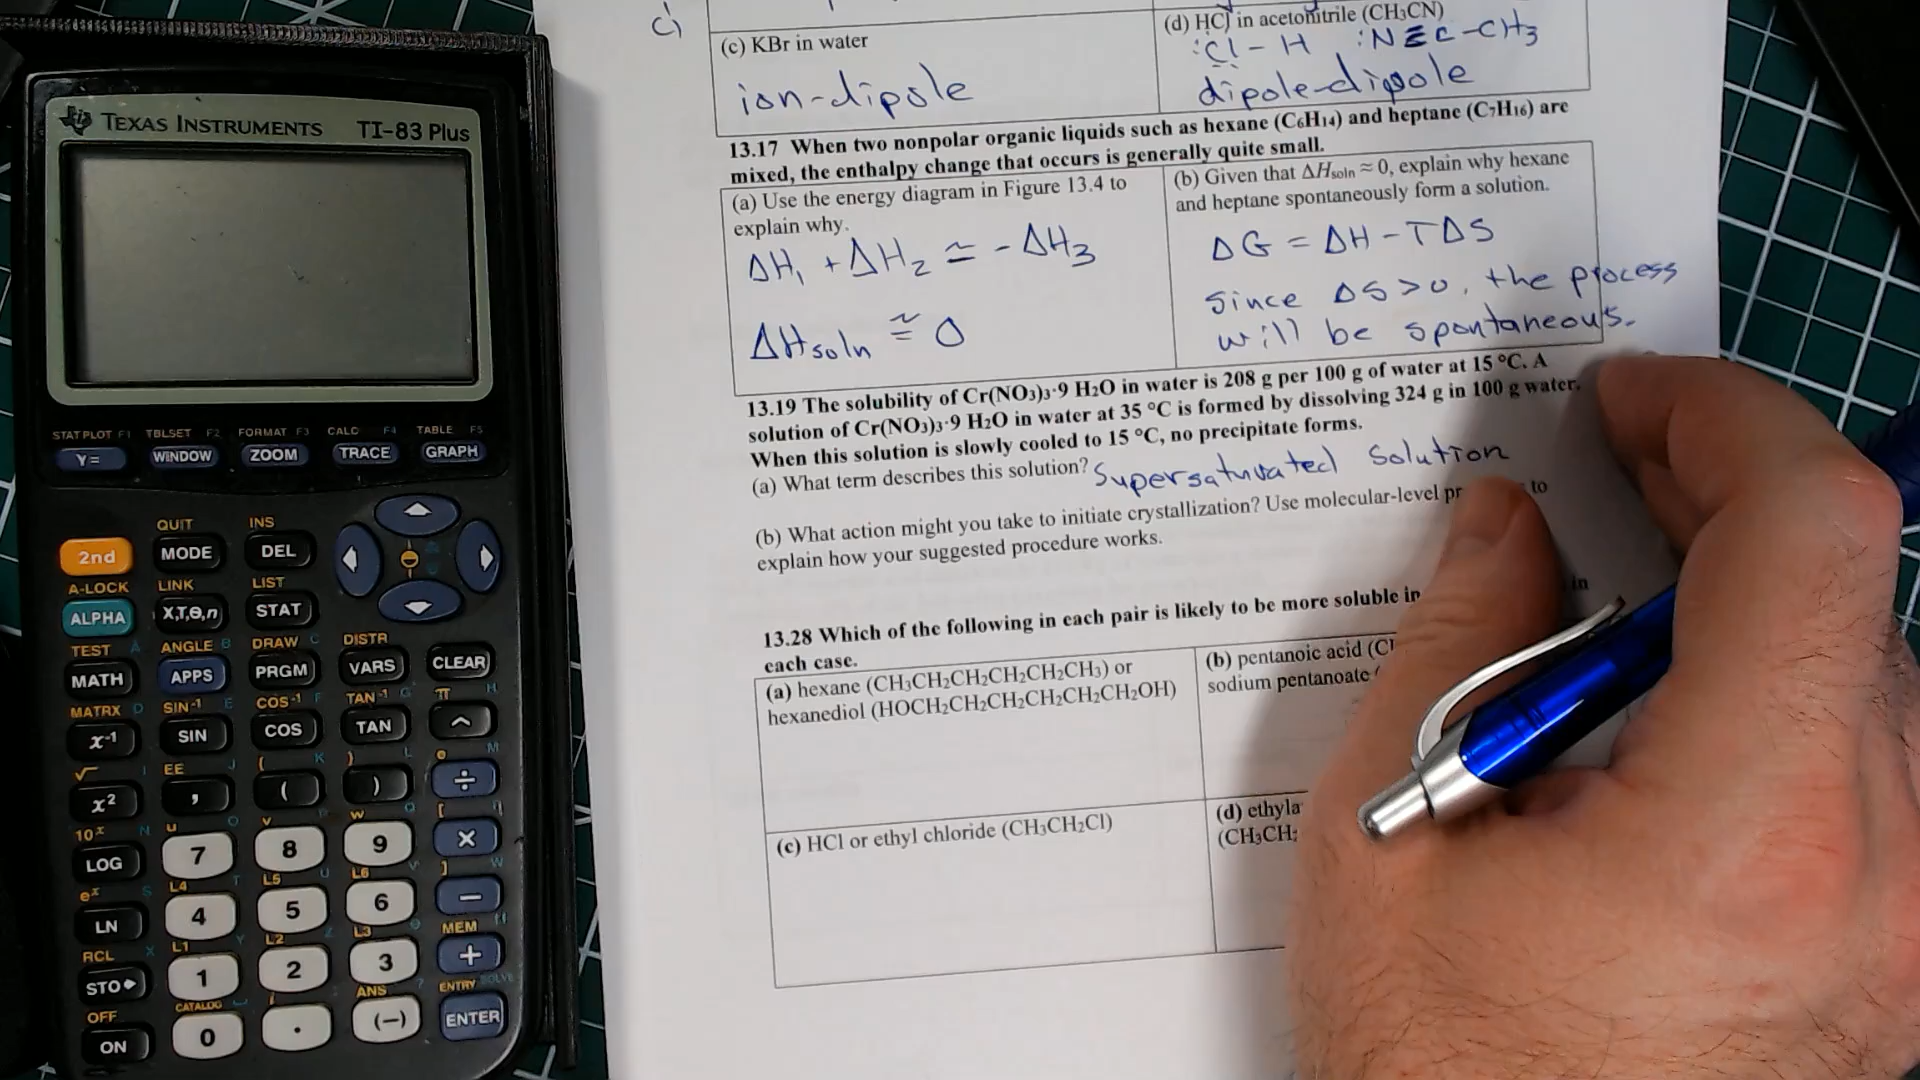 c)
(c) KBr in water
ion-dipole
(d) HCl in acetonitrile (CH₃CN)
:Cl-H :N≡C-CH₃
dipole-dipole
13.17 When two nonpolar organic liquids such as hexane (C₆H₁₄) and heptane (C₇H₁₆) are
mixed, the enthalpy change that occurs is generally quite small.
(a) Use the energy diagram in Figure 13.4 to
explain why.
ΔH₁ + ΔH₂ ≃ -ΔH₃
ΔHsoln ≅ 0
(b) Given that ΔHsoln ≈ 0, explain why hexane
and heptane spontaneously form a solution.
ΔG = ΔH - TΔS
since ΔS>0, the process
will be spontaneous.
13.19 The solubility of Cr(NO₃)₃·9 H₂O in water is 208 g per 100 g of water at 15 °C. A
solution of Cr(NO₃)₃·9 H₂O in water at 35 °C is formed by dissolving 324 g in 100 g water.
When this solution is slowly cooled to 15 °C, no precipitate forms.
(a) What term describes this solution? Supersaturated Solution
(b) What action might you take to initiate crystallization? Use molecular-level pr to
explain how your suggested procedure works.
13.28 Which of the following in each pair is likely to be more soluble in in
each case.
(a) hexane (CH₃CH₂CH₂CH₂CH₂CH₃) or
hexanediol (HOCH₂CH₂CH₂CH₂CH₂CH₂OH)
(b) pentanoic acid (C
sodium pentanoate (
(c) HCl or ethyl chloride (CH₃CH₂Cl)
(d) ethyla
(CH₃CH₂
TEXAS INSTRUMENTS TI-83 Plus
STAT PLOT F1 TBLSET F2 FORMAT F3 CALC F4 TABLE F5
Y= WINDOW ZOOM TRACE GRAPH
QUIT INS
2nd MODE DEL
A-LOCK LINK LIST
ALPHA X,T,Θ,n STAT
TEST A ANGLE B DRAW C DISTR
MATH APPS PRGM VARS CLEAR
MATRX D SIN⁻¹ E COS⁻¹ F TAN⁻¹ G π H
x⁻¹ SIN COS TAN ^
√ I EE J { K } L e M
x² , ( ) ÷
10ˣ N u O v P w Q [
LOG 7 8 9 ×
eˣ S L4 T L5 U L6 V ] W
LN 4 5 6 −
RCL X L1 Y L2 Z L3 MEM
STO▸ 1 2 3 +
OFF CATALOG i ANS ? ENTRY SOLVE
ON 0 . (−) ENTER